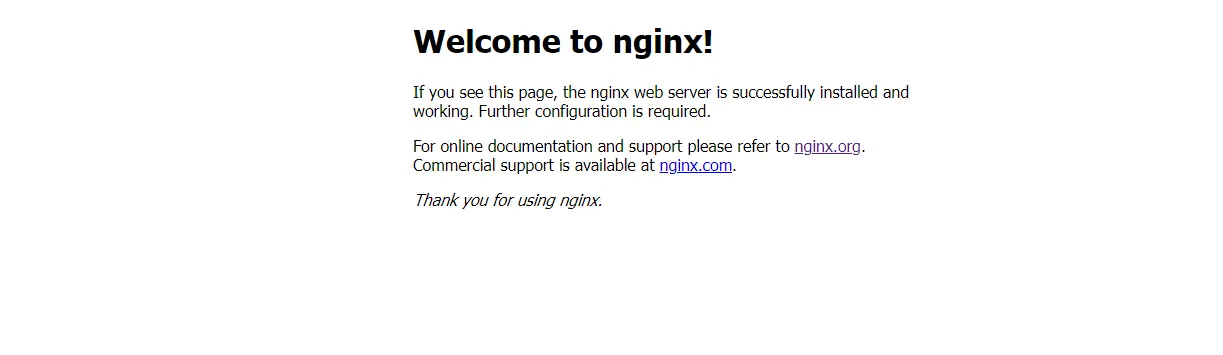 Welcome to nginx!
If you see this page, the nginx web server is successfully installed and
working. Further configuration is required.
For online documentation and support please refer to nginx.org.
Commercial support is available at nginx.com.
Thank you for using nginx.